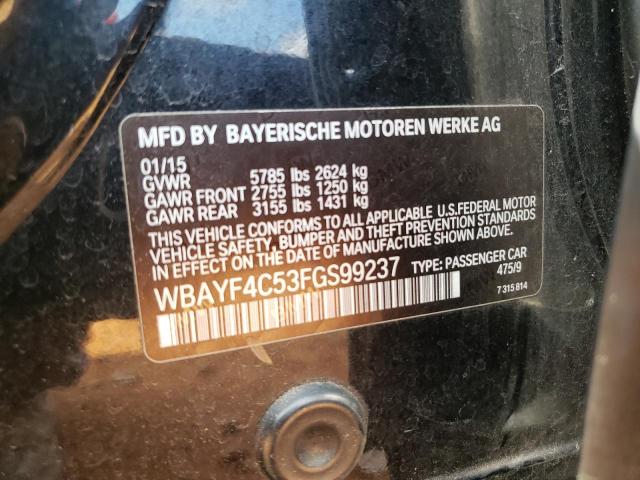 MFD BY BAYERISCHE MOTOREN WERKE AG
01/15
GVWR 5785 lbs 2624 kg
GAWR FRONT 2755 lbs 1250 kg
GAWR REAR 3155 lbs 1431 kg
THIS VEHICLE CONFORMS TO ALL APPLICABLE U.S.FEDERAL MOTOR
VEHICLE SAFETY, BUMPER, AND THEFT PREVENTION STANDARDS
IN EFFECT ON THE DATE OF MANUFACTURE SHOWN ABOVE.
WBAYF4C53FGS99237 TYPE: PASSENGER CAR
475/9
7 315 814